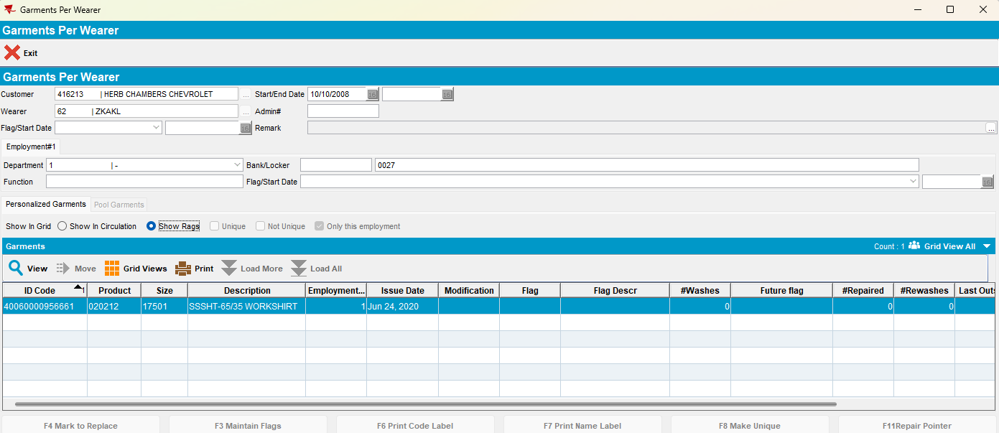 Garments Per Wearer
Garments Per Wearer
Exit
Garments Per Wearer
Customer 416213 | HERB CHAMBERS CHEVROLET ... Start/End Date 10/10/2008 16 16
Wearer 62 | ZKAKL ... Admin#
Flag/Start Date 16 Remark ...
Employment#1
Department 1 | - Bank/Locker 0027
Function Flag/Start Date 16
Personalized Garments Pool Garments
Show In Grid Show In Circulation Show Rags Unique Not Unique Only this employment
Garments Count : 1 Grid View All
View Move Grid Views Print Load More Load All
ID Code 1 Product Size Description Employment... Issue Date Modification Flag Flag Descr #Washes Future flag #Repaired #Rewashes Last Outs
40060000956661 020212 17501 SSSHT-65/35 WORKSHIRT 1 Jun 24, 2020 0 0 0
F4 Mark to Replace F3 Maintain Flags F6 Print Code Label F7 Print Name Label F8 Make Unique F11Repair Pointer